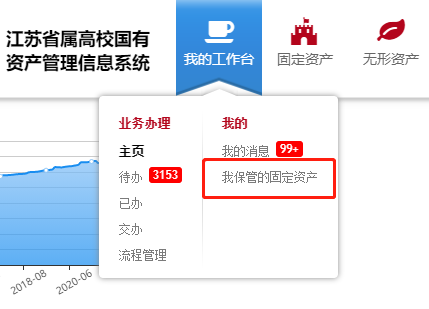 江苏省属高校国有
资产管理信息系统
我的工作台
固定资产
无形资产
业务办理
主页
待办 3153
已办
交办
流程管理
我的
我的消息 99+
我保管的固定资产
2018-08
2020-06